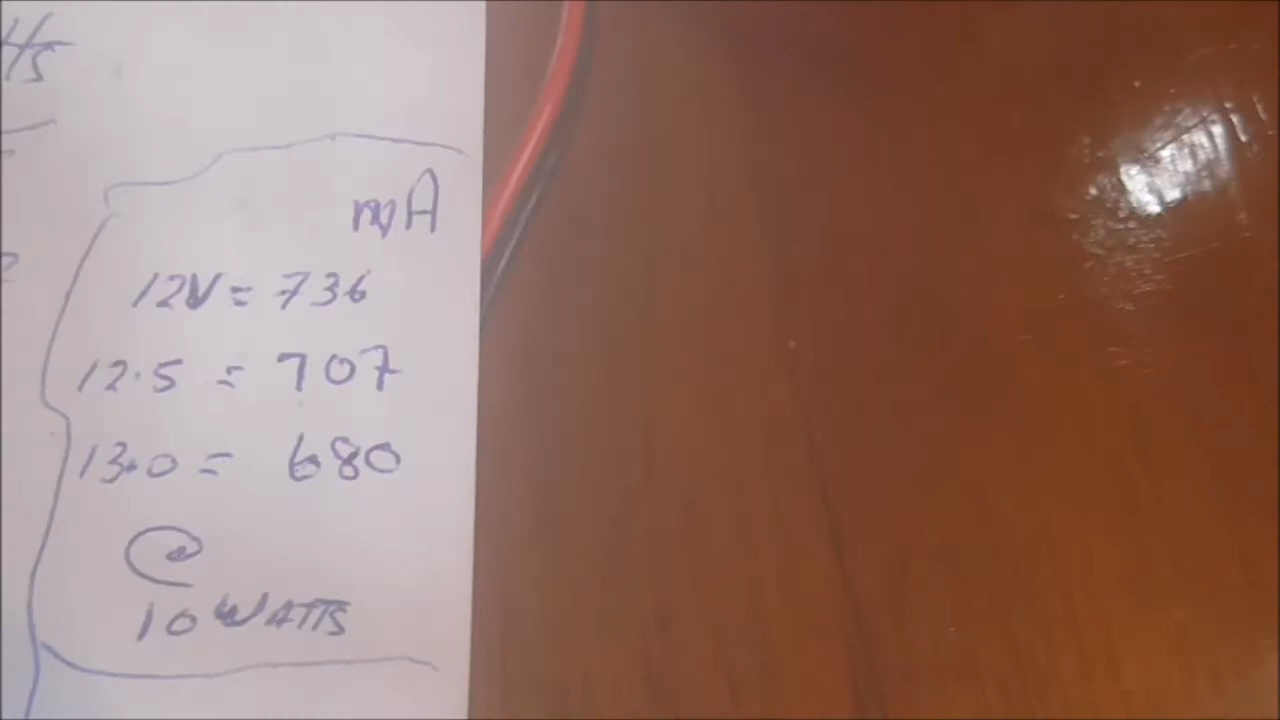 mA
12V = 736
12.5 = 707
13.0 = 680
@
10 WATTS